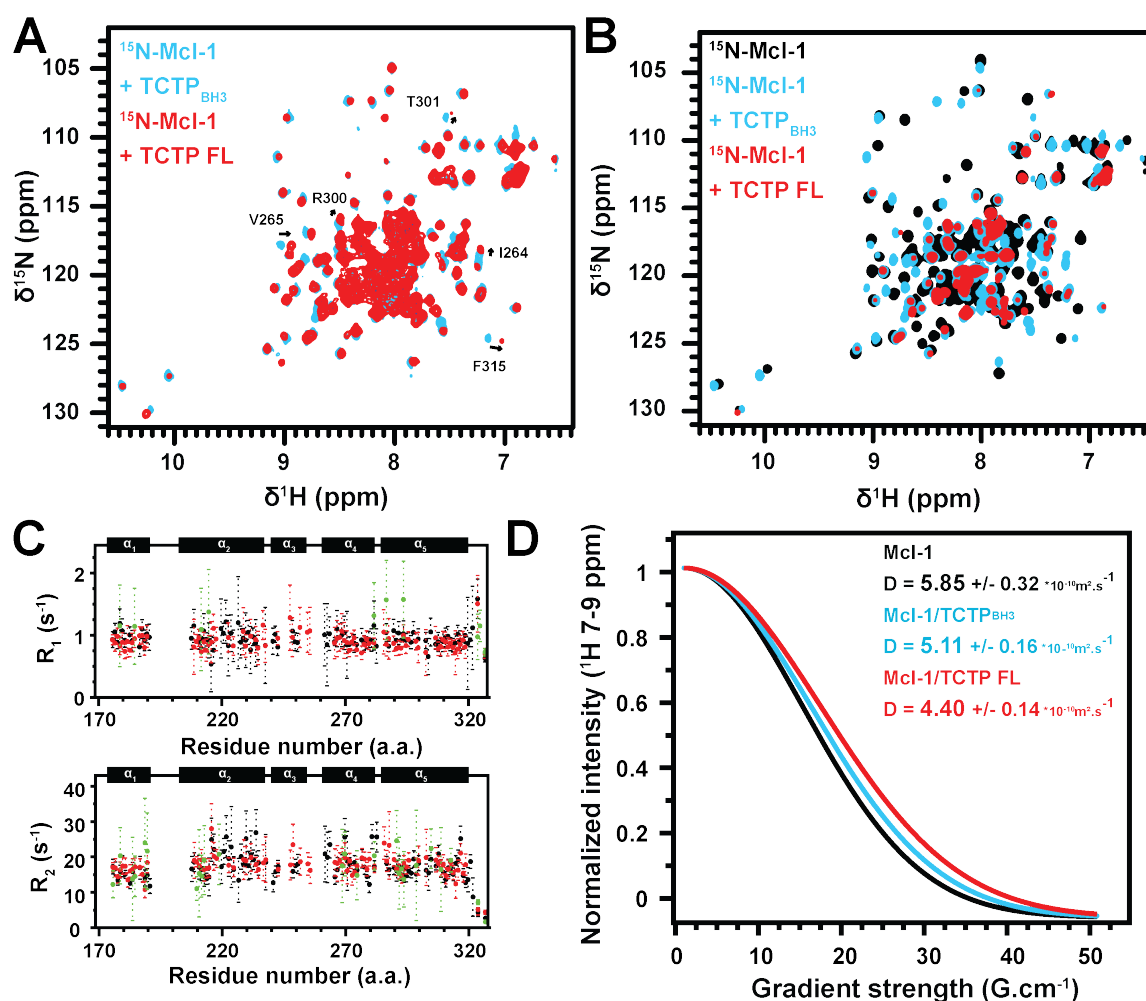 A
¹⁵N-Mcl-1
+ TCTP_BH3
¹⁵N-Mcl-1
+ TCTP FL
T301
R300
V265
I264
F315
105
110
115
120
125
130
δ¹⁵N (ppm)
10 9 8 7
δ¹H (ppm)
B
¹⁵N-Mcl-1
¹⁵N-Mcl-1
+ TCTP_BH3
¹⁵N-Mcl-1
+ TCTP FL
105
110
115
120
125
130
δ¹⁵N (ppm)
10 9 8 7
δ¹H (ppm)
C
α₁ α₂ α₃ α₄ α₅
2
1
0
R₁ (s⁻¹)
170 220 270 320
Residue number (a.a.)
α₁ α₂ α₃ α₄ α₅
40
30
20
10
0
R₂ (s⁻¹)
170 220 270 320
Residue number (a.a.)
D
Mcl-1
D = 5.85 +/- 0.32 *10⁻¹⁰m².s⁻¹
Mcl-1/TCTP_BH3
D = 5.11 +/- 0.16 *10⁻¹⁰m².s⁻¹
Mcl-1/TCTP FL
D = 4.40 +/- 0.14 *10⁻¹⁰m².s⁻¹
1
0.8
0.6
0.4
0.2
0
Normalized intensity (¹H 7-9 ppm)
0 10 20 30 40 50
Gradient strength (G.cm⁻¹)